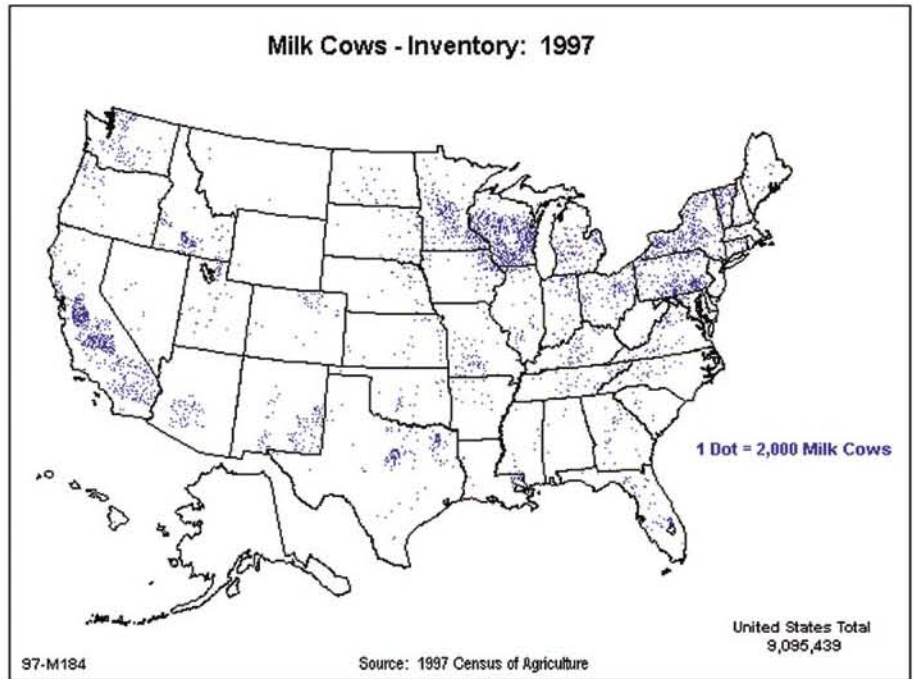 Milk Cows - Inventory: 1997
1 Dot = 2,000 Milk Cows
United States Total
9,095,439
97-M184
Source: 1997 Census of Agriculture